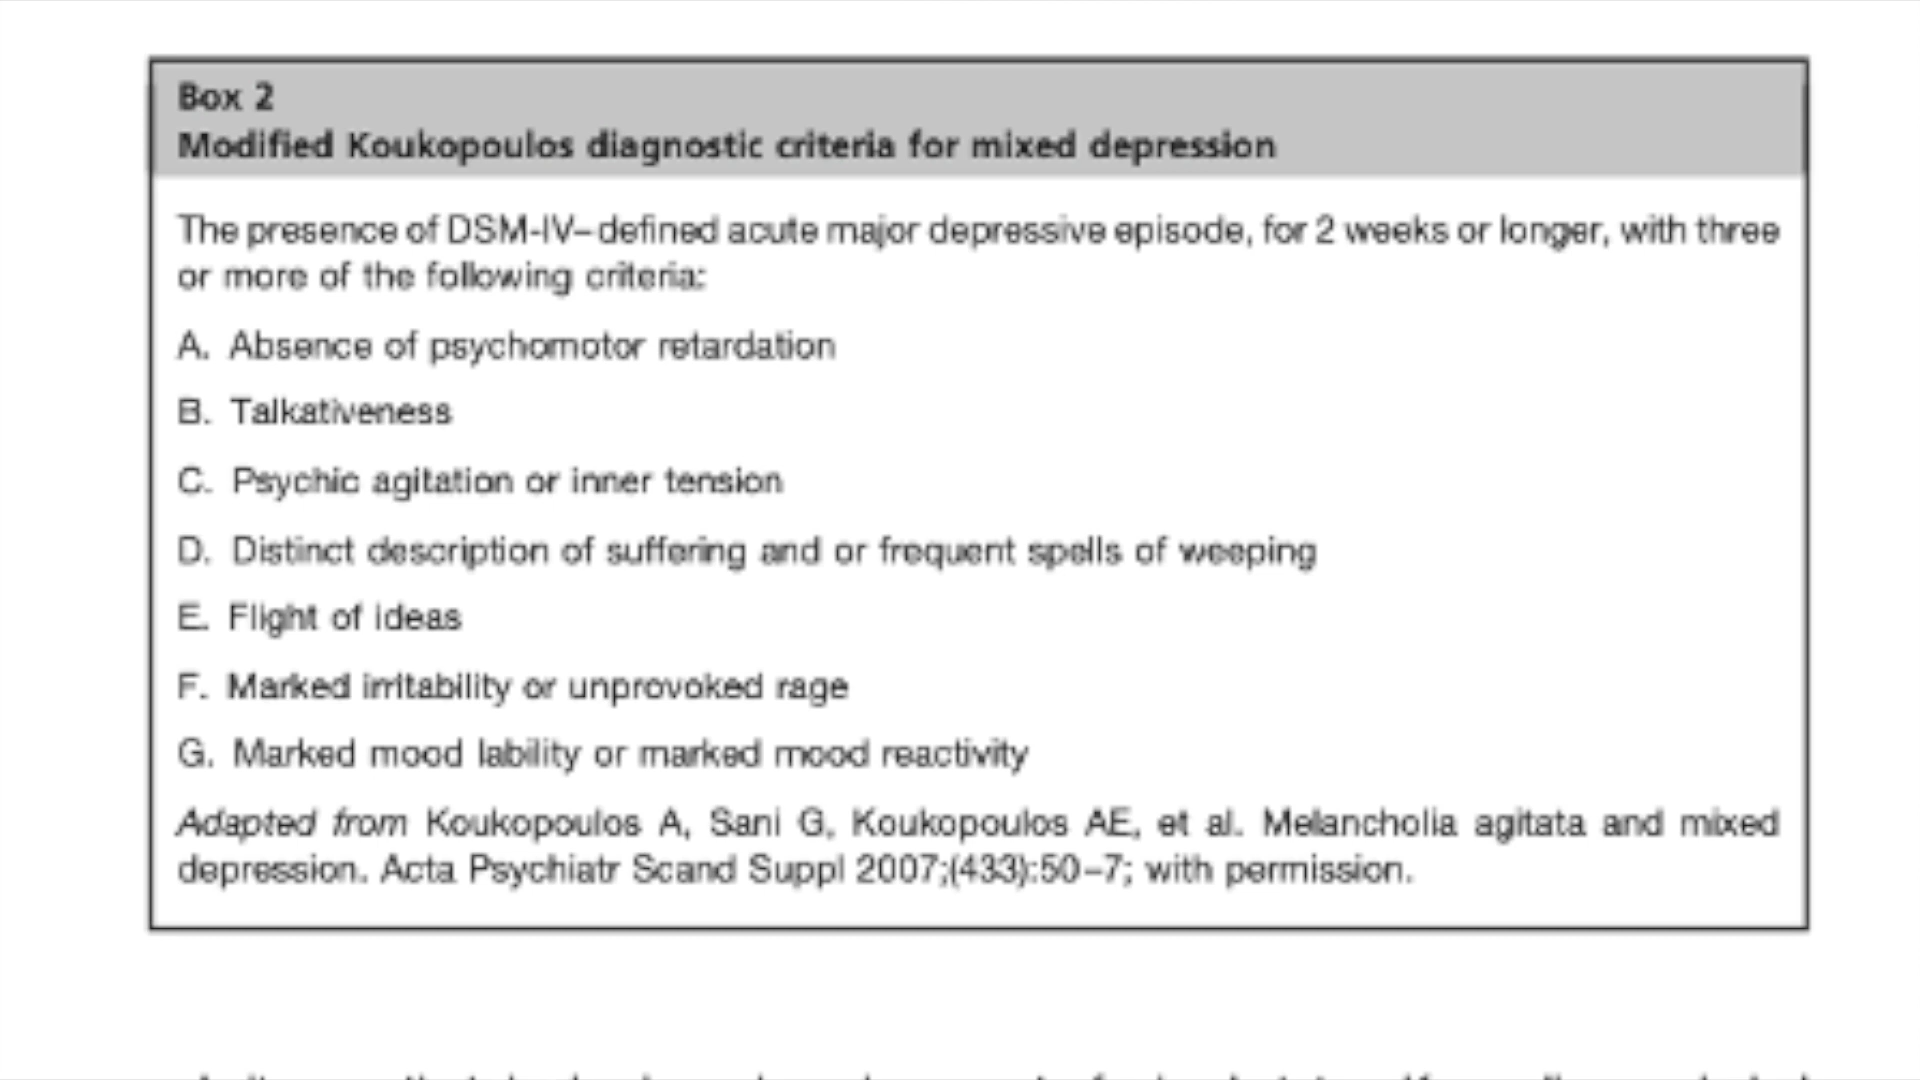 Box 2
Modified Koukopoulos diagnostic criteria for mixed depression
The presence of DSM-IV–defined acute major depressive episode, for 2 weeks or longer, with three
or more of the following criteria:
A. Absence of psychomotor retardation
B. Talkativeness
C. Psychic agitation or inner tension
D. Distinct description of suffering and or frequent spells of weeping
E. Flight of ideas
F. Marked irritability or unprovoked rage
G. Marked mood lability or marked mood reactivity
Adapted from Koukopoulos A, Sani G, Koukopoulos AE, et al. Melancholia agitata and mixed
depression. Acta Psychiatr Scand Suppl 2007;(433):50–7; with permission.